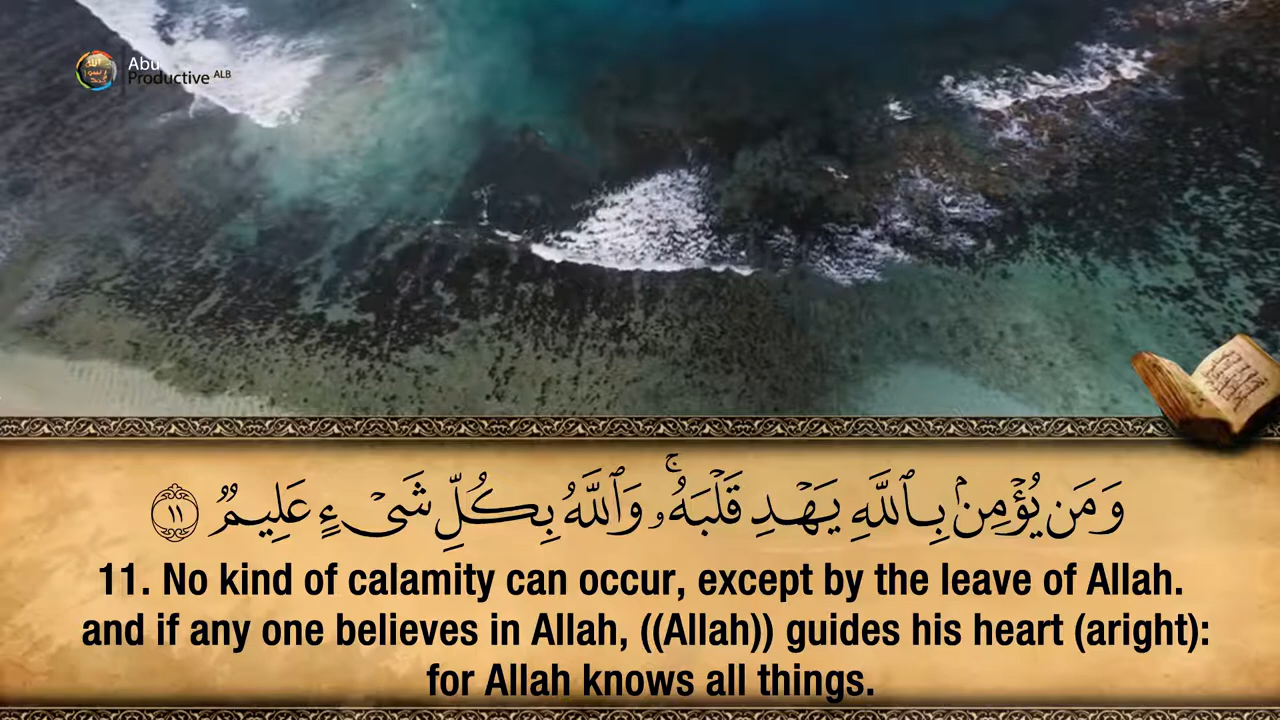 Abu
Productive ALB
وَمَن يُؤْمِنۢ بِٱللَّهِ يَهْدِ قَلْبَهُۥ ۚ وَٱللَّهُ بِكُلِّ شَىْءٍ عَلِيمٌ ۝١١
11. No kind of calamity can occur, except by the leave of Allah.
and if any one believes in Allah, ((Allah)) guides his heart (aright):
for Allah knows all things.